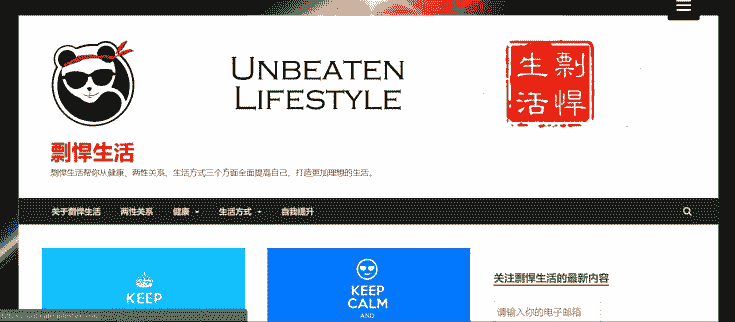 UNBEATEN
LIFESTYLE
生 剽
活 悍
剽悍生活
剽悍生活帮你从健康、两性关系、生活方式三个方面全面提高自己，打造更加理想的生活。
关于剽悍生活 两性关系 健康 生活方式 自我提升
KEEP
KEEP
CALM
AND
关注剽悍生活的最新内容
请输入你的电子邮箱